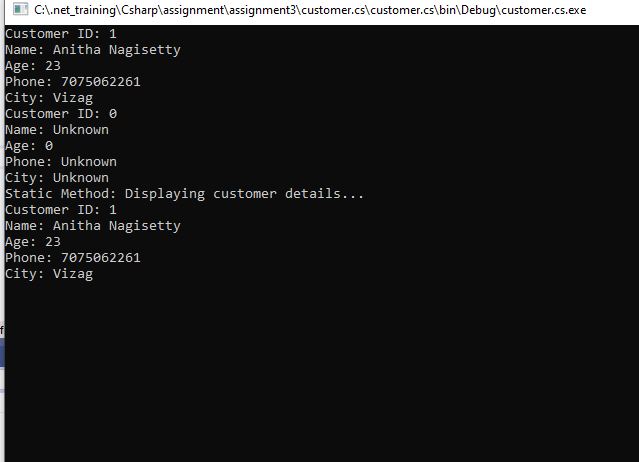 C:\.net_training\Csharp\assignment\assignment3\customer.cs\customer.cs\bin\Debug\customer.cs.exe
Customer ID: 1
Name: Anitha Nagisetty
Age: 23
Phone: 7075062261
City: Vizag
Customer ID: 0
Name: Unknown
Age: 0
Phone: Unknown
City: Unknown
Static Method: Displaying customer details...
Customer ID: 1
Name: Anitha Nagisetty
Age: 23
Phone: 7075062261
City: Vizag